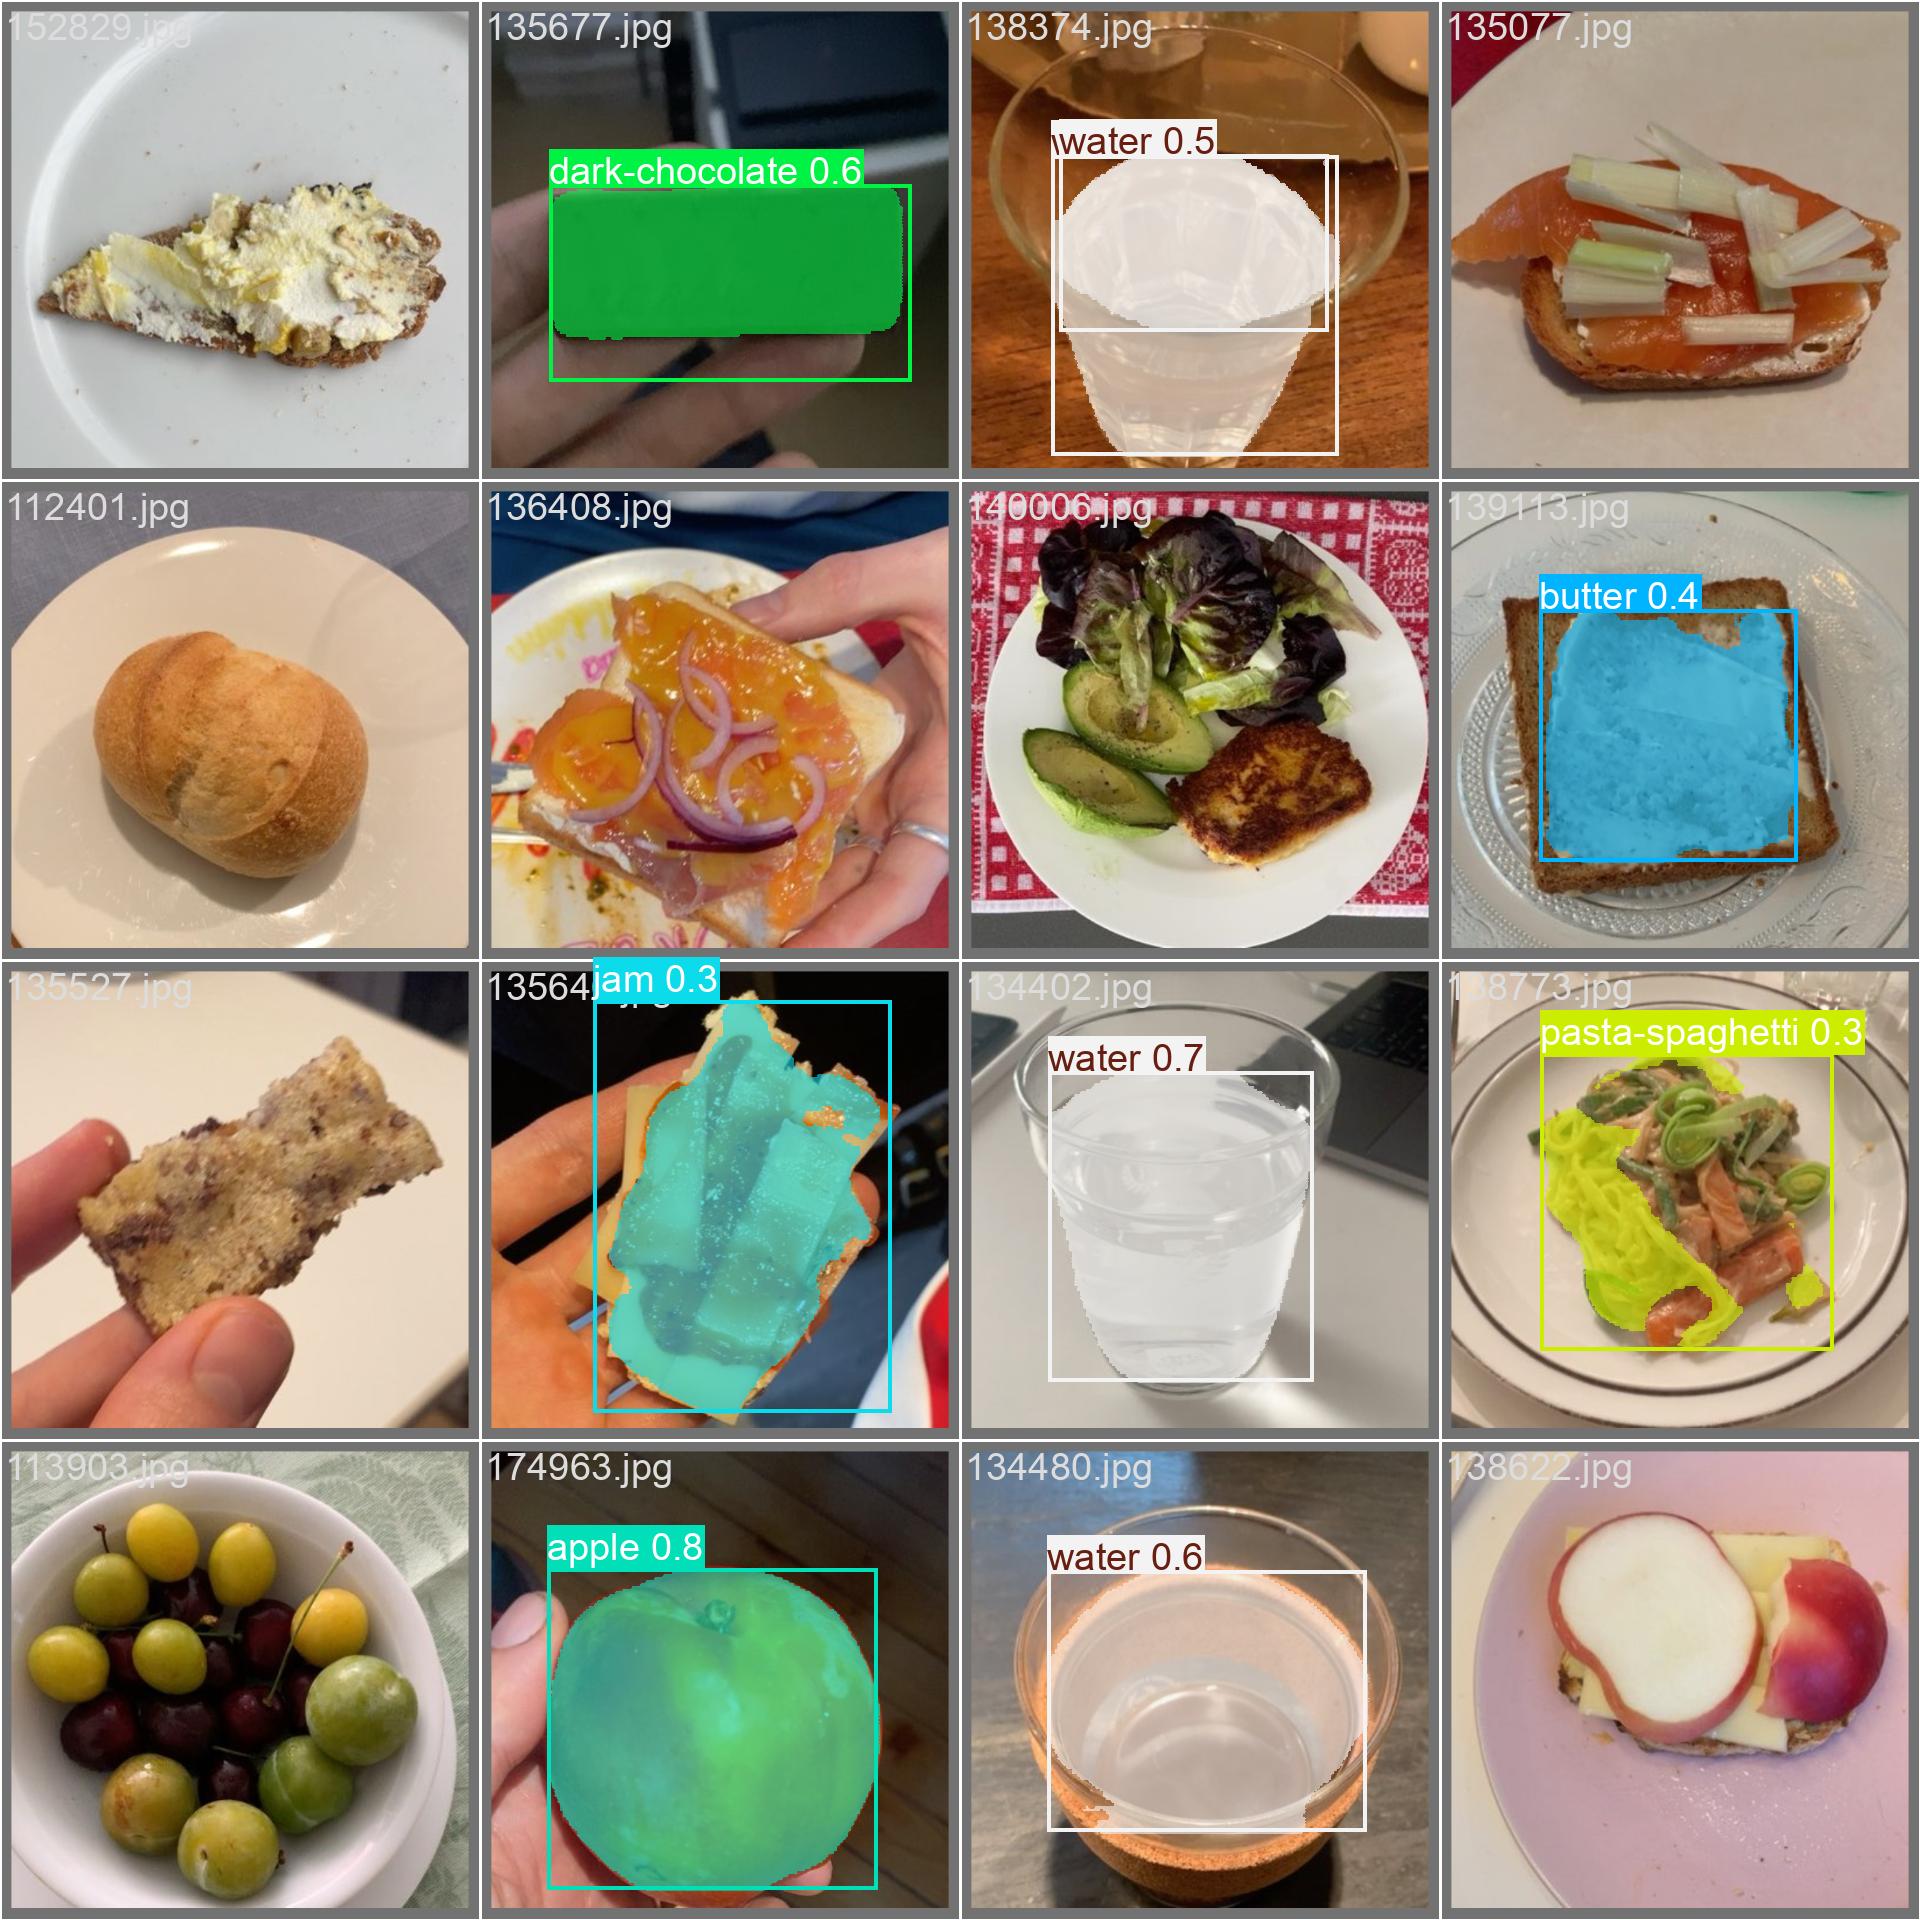 152829.jpg
135677.jpg
138374.jpg
135077.jpg
dark-chocolate 0.6
water 0.5
112401.jpg
136408.jpg
140006.jpg
139113.jpg
butter 0.4
135527.jpg
13564
jam 0.3
134402.jpg
138773.jpg
water 0.7
pasta-spaghetti 0.3
113903.jpg
174963.jpg
134480.jpg
138622.jpg
apple 0.8
water 0.6